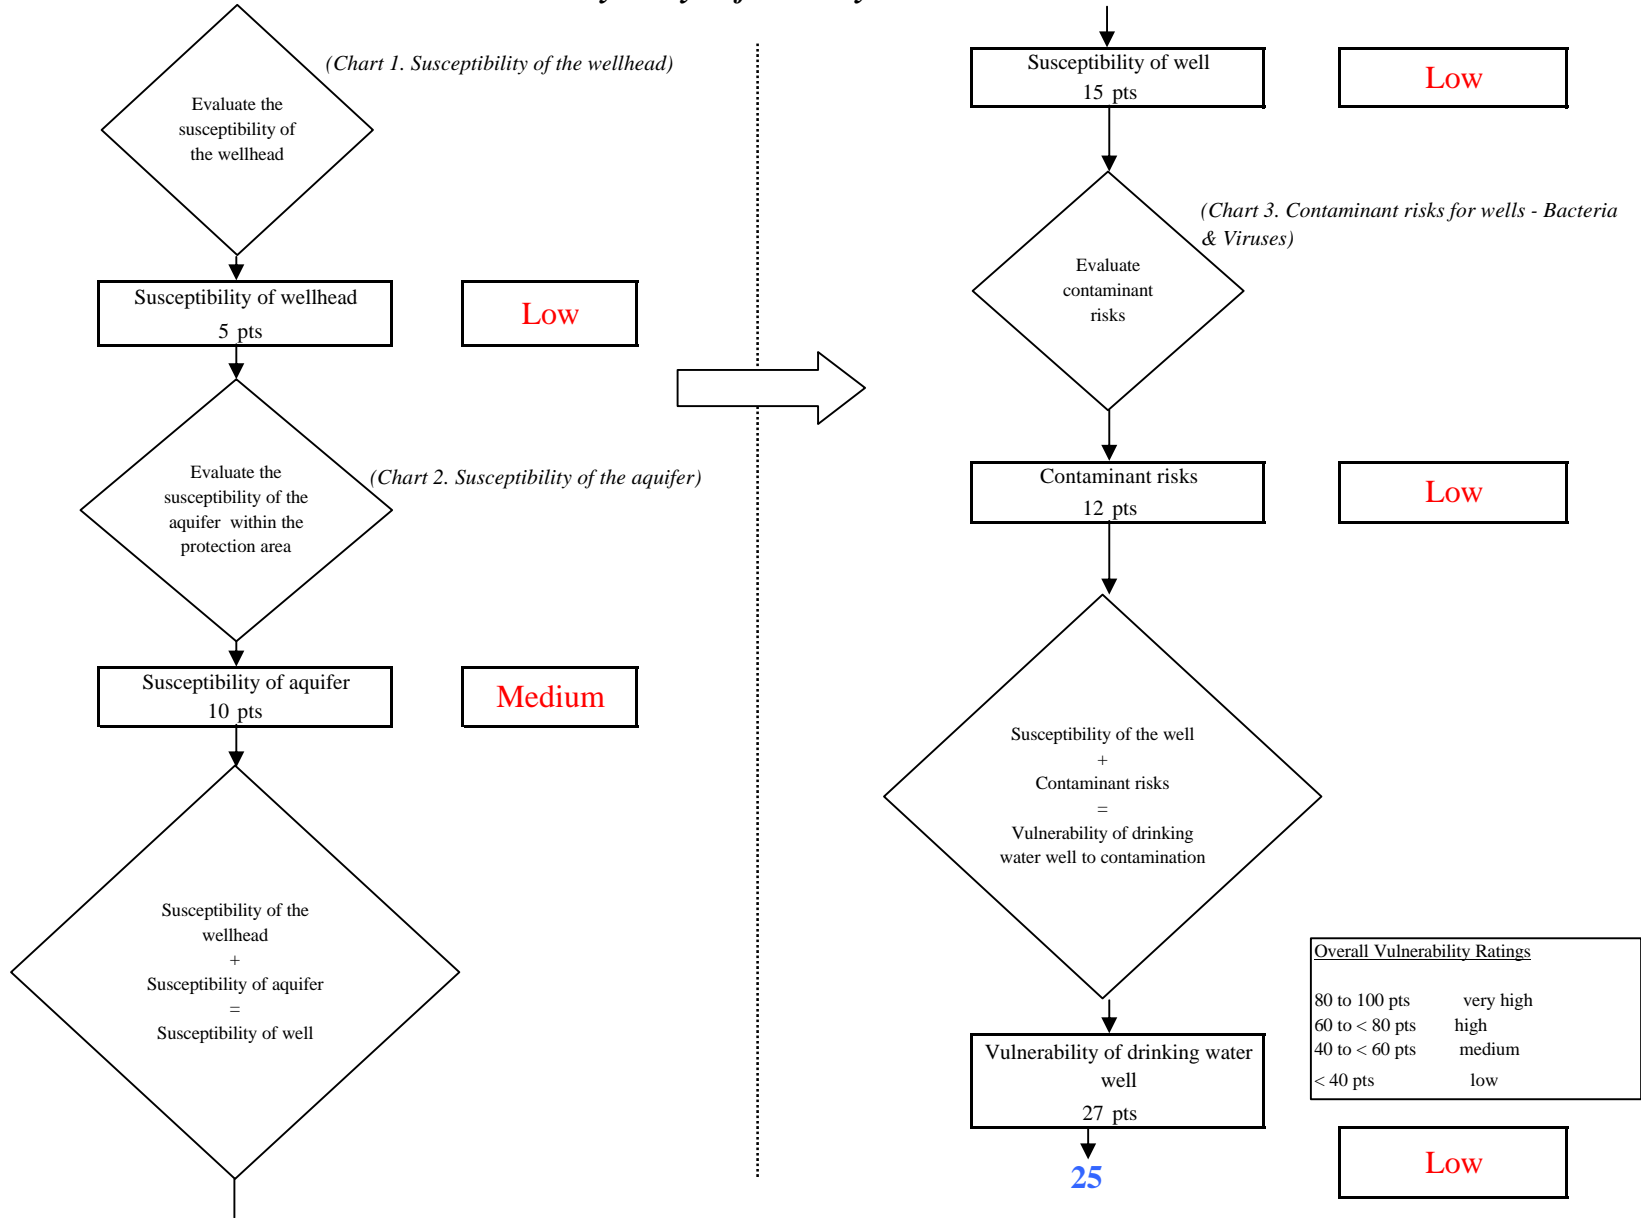 (Chart 1. Susceptibility of the wellhead)
Evaluate the
susceptibility of
the wellhead
Susceptibility of wellhead
5 pts
Low
Evaluate the
susceptibility of the
aquifer within the
protection area
(Chart 2. Susceptibility of the aquifer)
Susceptibility of aquifer
10 pts
Medium
Susceptibility of the
wellhead
+
Susceptibility of aquifer
=
Susceptibility of well
Susceptibility of well
15 pts
Low
(Chart 3. Contaminant risks for wells - Bacteria
& Viruses)
Evaluate
contaminant
risks
Contaminant risks
12 pts
Low
Susceptibility of the well
+
Contaminant risks
=
Vulnerability of drinking
water well to contamination
Overall Vulnerability Ratings
80 to 100 pts very high
60 to < 80 pts high
40 to < 60 pts medium
< 40 pts low
Vulnerability of drinking water
well
27 pts
25
Low